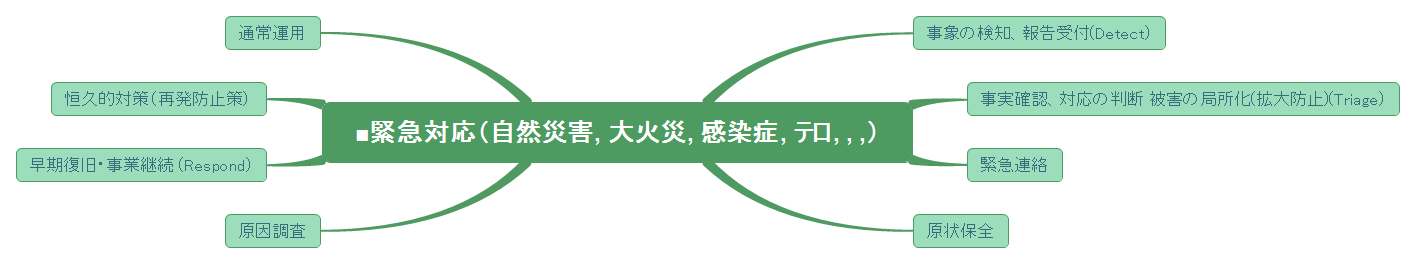 ■緊急対応(自然災害, 大火災, 感染症, テロ, , ,)
事象の検知、報告受付(Detect)
事実確認、対応の判断 被害の局所化(拡大防止)(Triage)
緊急連絡
原状保全
原因調査
早期復旧・事業継続 (Respond)
恒久的対策(再発防止策)
通常運用